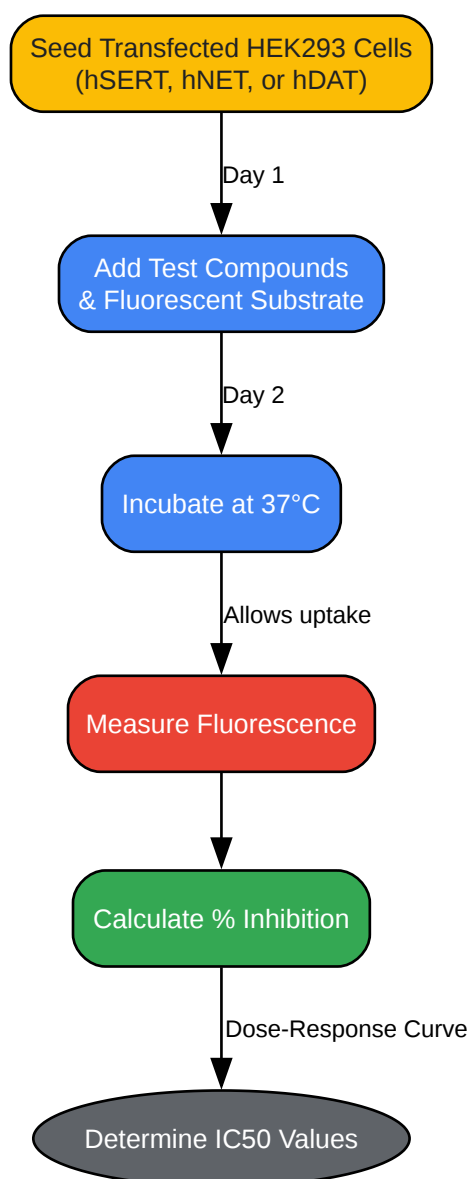 Seed Transfected HEK293 Cells
(hSERT, hNET, or hDAT)
Day 1
Add Test Compounds
& Fluorescent Substrate
Day 2
Incubate at 37°C
Allows uptake
Measure Fluorescence
Calculate % Inhibition
Dose-Response Curve
Determine IC50 Values